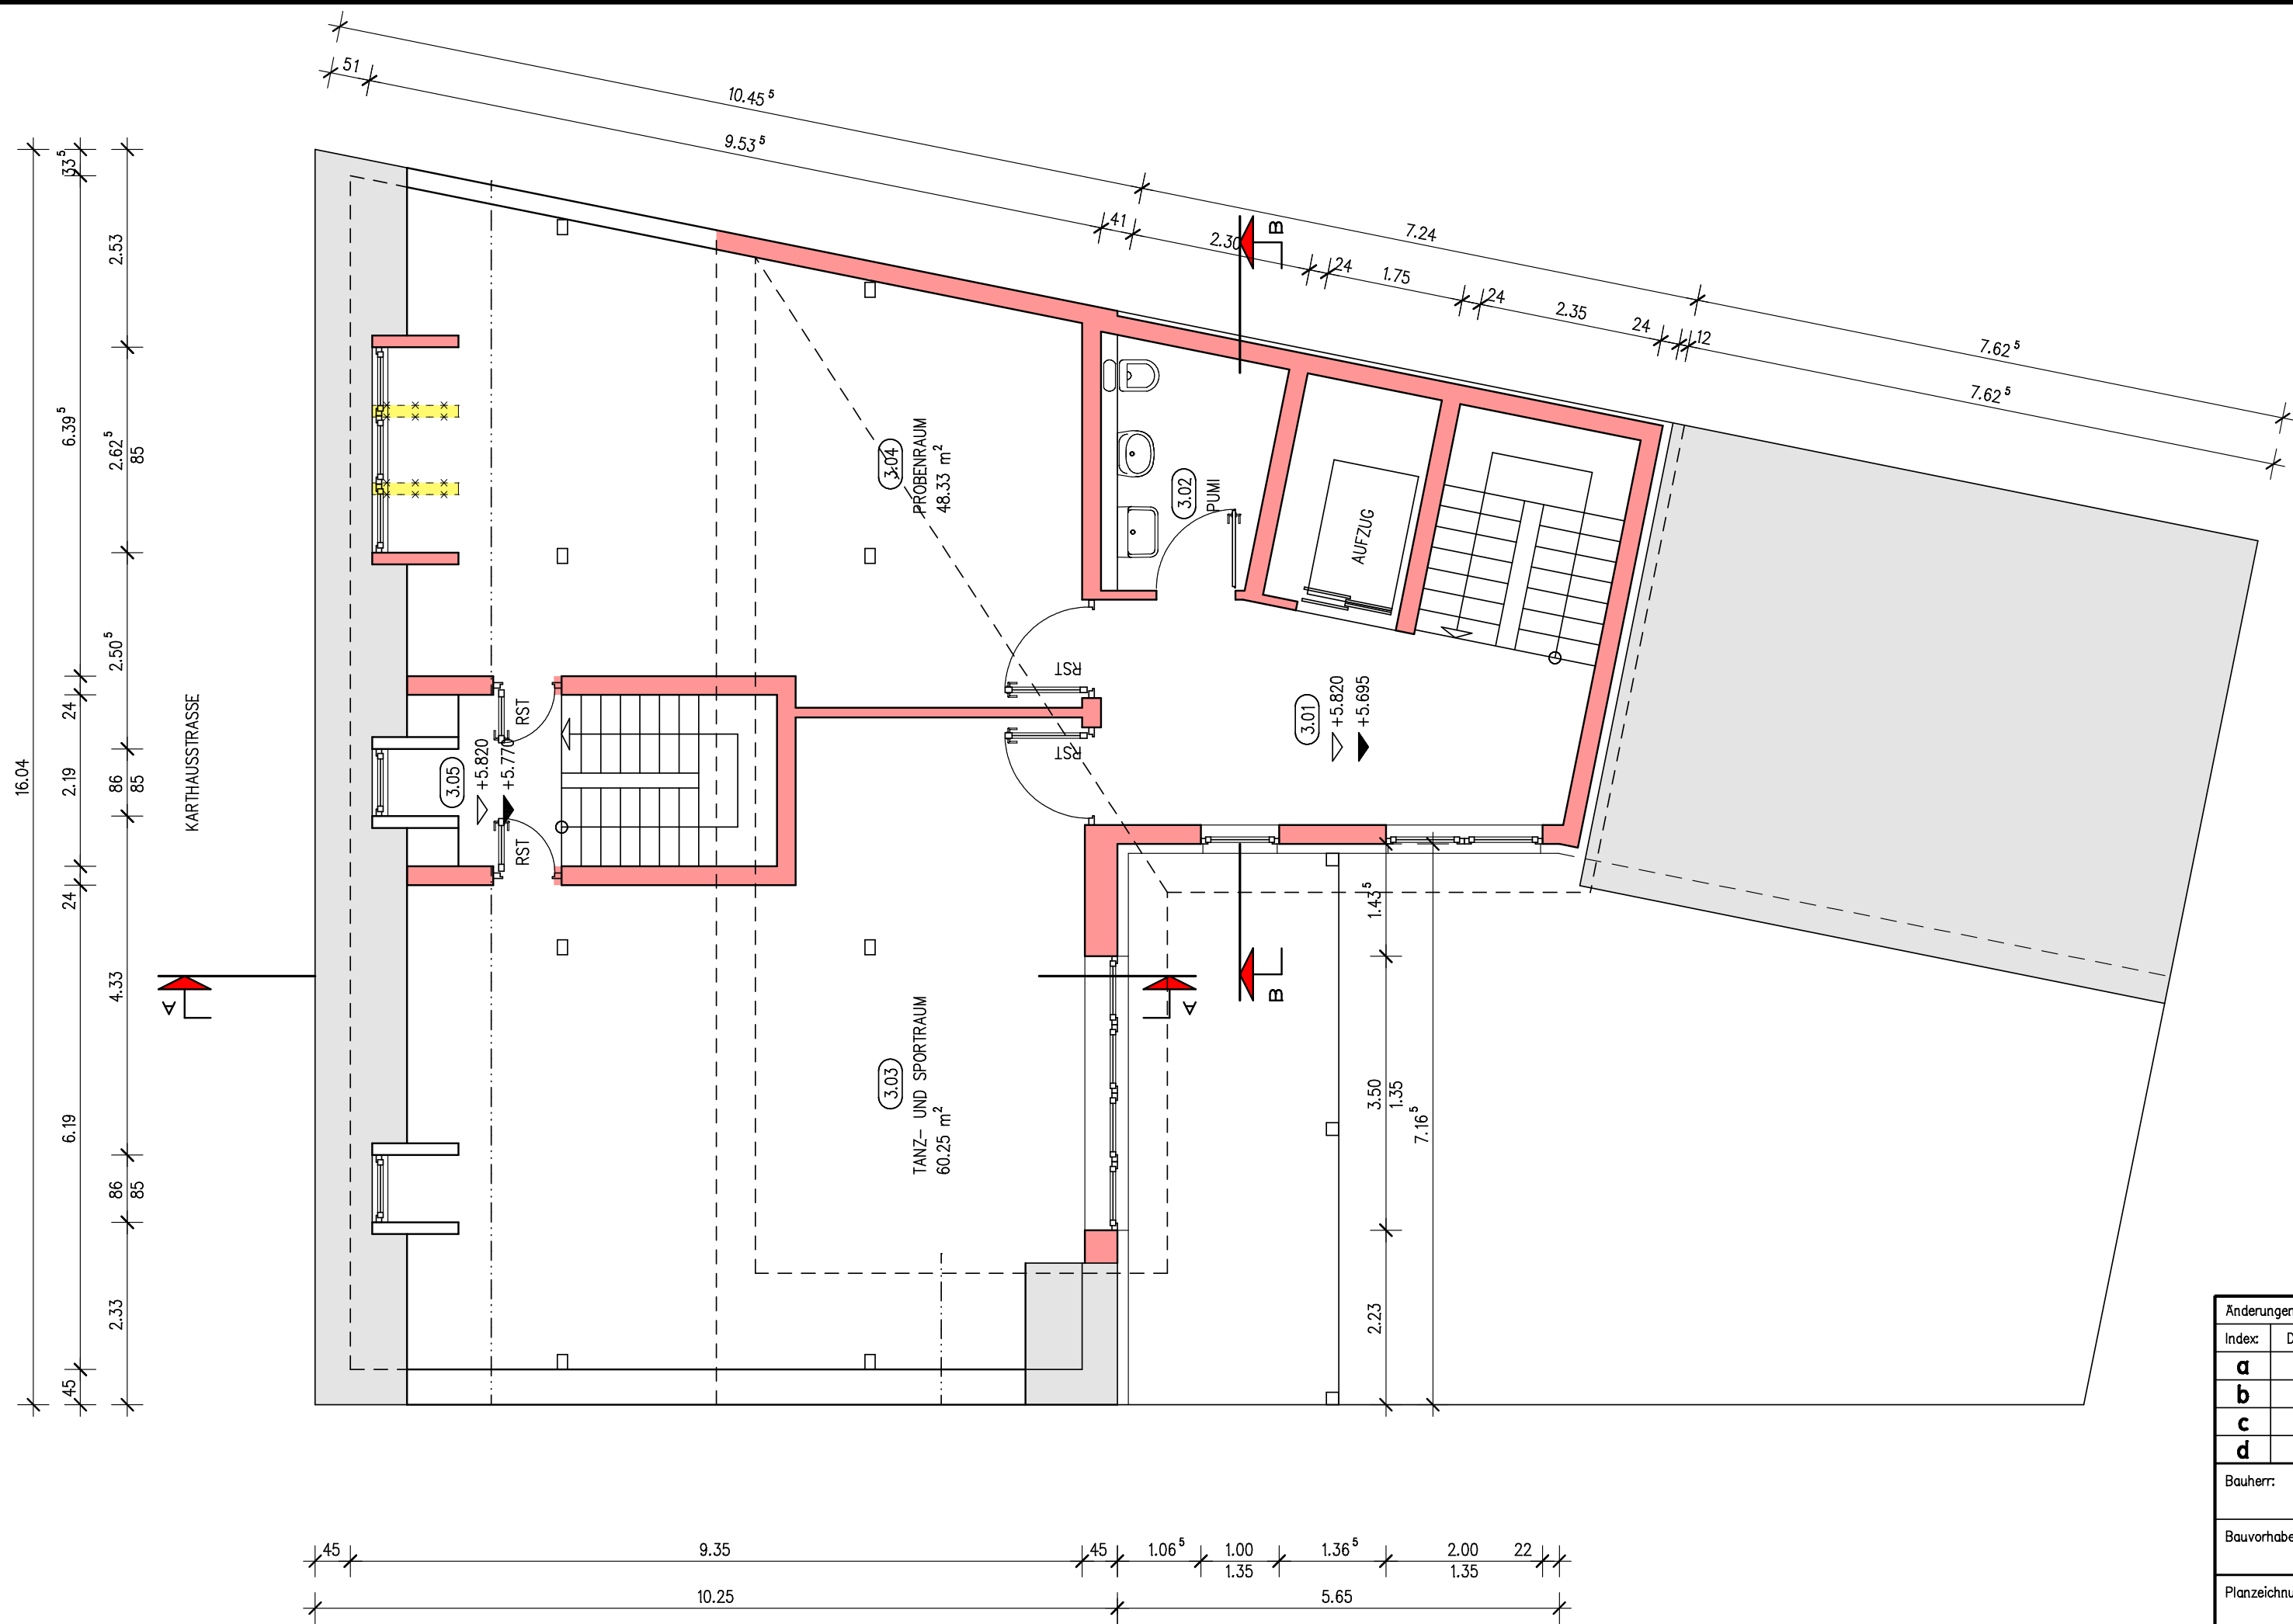 10.45⁵
51
9.53⁵
7.24
41
2.30
24
1.75
24
2.35
24
12
7.62⁵
7.62⁵
B
16.04
33⁵
6.39⁵
24
2.19
24
6.19
45
2.53
2.62⁵
85
2.50⁵
86
85
4.33
86
85
2.33
KARTHAUSSTRASSE
3.04
PROBENRAUM
48.33 m²
3.02
PUMI
AUFZUG
RST
RST
3.01
+5.820
+5.695
3.05
+5.820
+5.770
RST
RST
3.03
TANZ- UND SPORTRAUM
60.25 m²
A
A
B
1.43⁵
3.50
1.35
7.16⁵
2.23
45
9.35
45
1.06⁵
1.00
1.35
1.36⁵
2.00
1.35
22
10.25
5.65
Änderungen
Index:
D
a
b
c
d
Bauherr:
Bauvorhabe
Planzeichnu